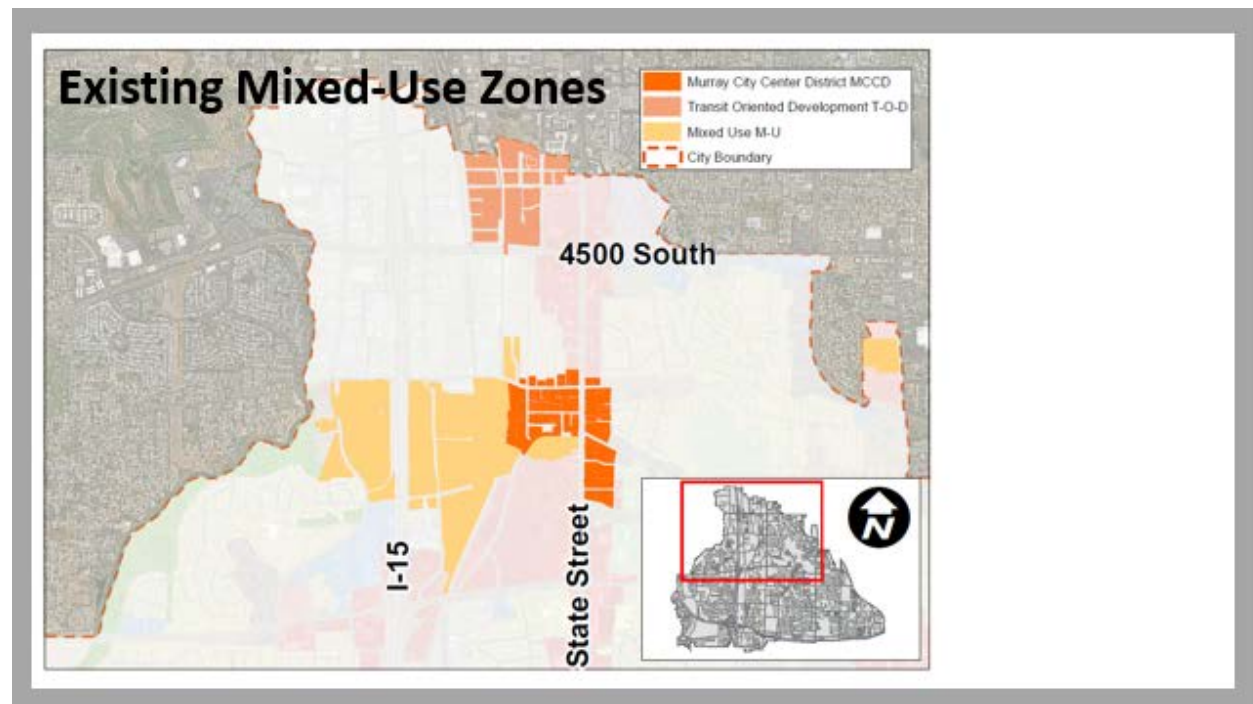 Existing Mixed-Use Zones
Murray City Center District MCCD
Transit Oriented Development T-O-D
Mixed Use M-U
City Boundary
4500 South
I-15
State Street
N